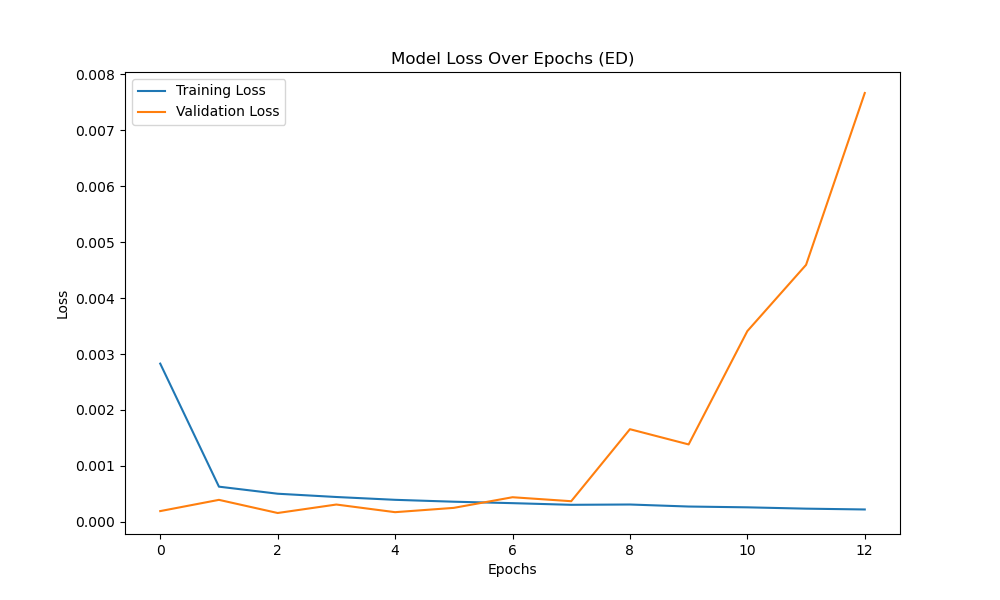 Model Loss Over Epochs (ED)
Training Loss
Validation Loss
0.008
0.007
0.006
0.005
0.004
0.003
0.002
0.001
0.000
Loss
0 2 4 6 8 10 12
Epochs